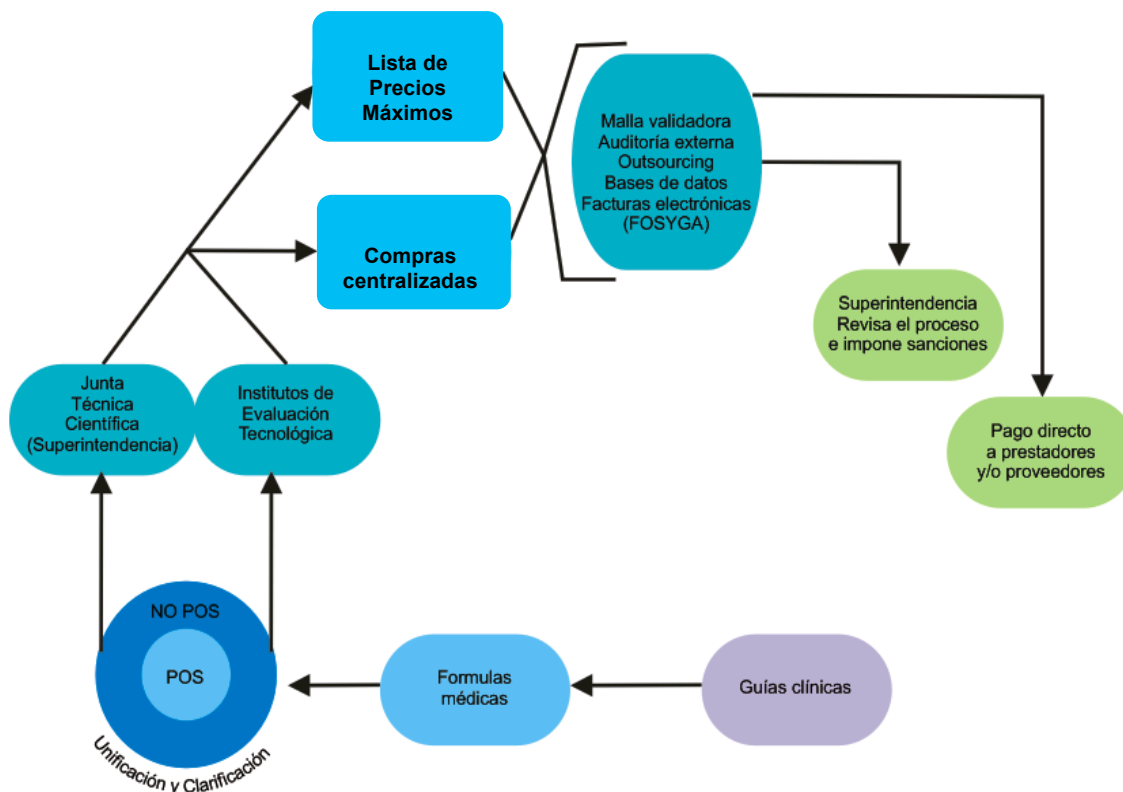 Lista de
Precios
Máximos
Compras
centralizadas
Malla validadora
Auditoría externa
Outsourcing
Bases de datos
Facturas electrónicas
(FOSYGA)
Superintendencia
Revisa el proceso
e impone sanciones
Pago directo
a prestadores
y/o proveedores
Junta
Técnica
Científica
(Superintendencia)
Institutos de
Evaluación
Tecnológica
NO POS
POS
Unificación y Clarificación
Formulas
médicas
Guías clínicas